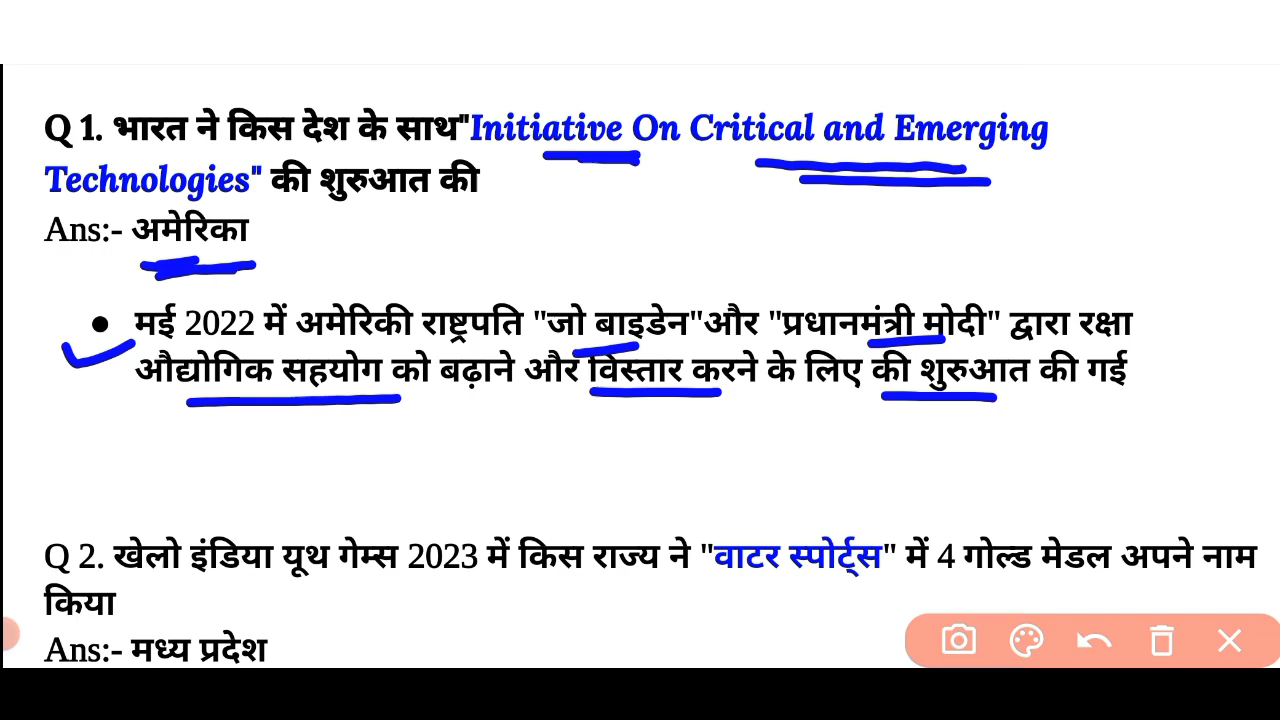 Q 1. भारत ने किस देश के साथ"Initiative On Critical and Emerging
Technologies" की शुरुआत की
Ans:- अमेरिका
● मई 2022 में अमेरिकी राष्ट्रपति "जो बाइडेन"और "प्रधानमंत्री मोदी" द्वारा रक्षा
औद्योगिक सहयोग को बढ़ाने और विस्तार करने के लिए की शुरुआत की गई
Q 2. खेलो इंडिया यूथ गेम्स 2023 में किस राज्य ने "वाटर स्पोर्ट्स" में 4 गोल्ड मेडल अपने नाम
किया
Ans:- मध्य प्रदेश